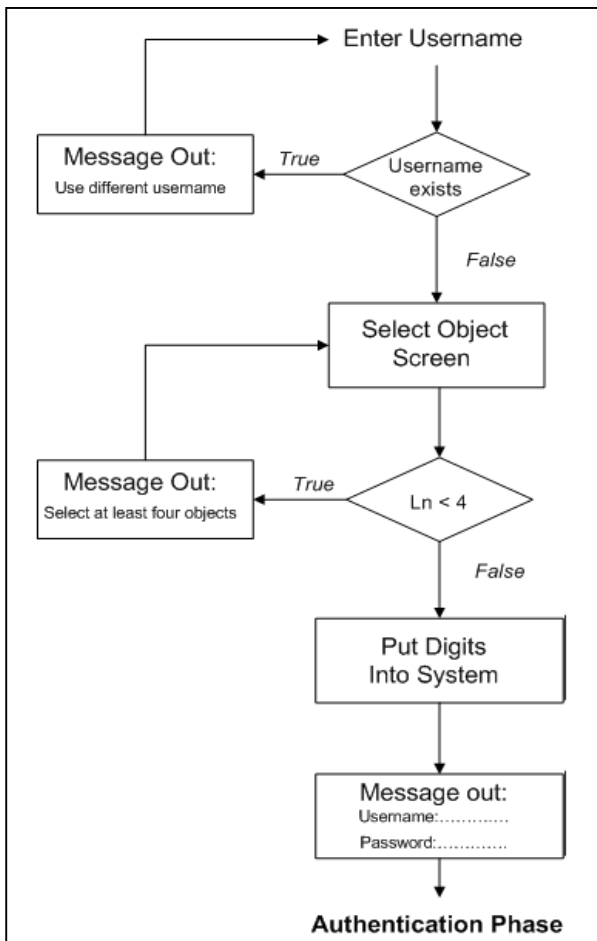 Enter Username
Message Out:
Use different username
True
Username
exists
False
Select Object
Screen
Message Out:
Select at least four objects
True
Ln < 4
False
Put Digits
Into System
Message out:
Username:............
Password:.............
Authentication Phase